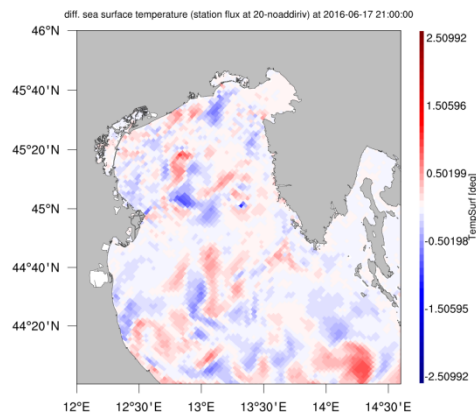 diff. sea surface temperature (station flux at 20-noaddiriv) at 2016-06-17 21:00:00
46°N
45°40'
45°20'
45°N
44°40'
44°20'
12°E
12°30'E
13°E
13°30'E
14°E
14°30'E
2.50992
1.50596
0.50199
-0.50198
-1.50595
-2.50992
TempSurf [deg]